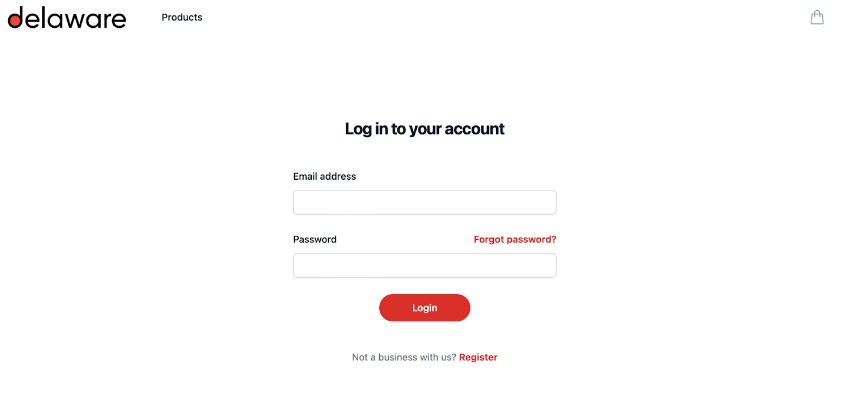 delaware Products
Log in to your account
Email address
Password Forgot password?
Login
Not a business with us? Register